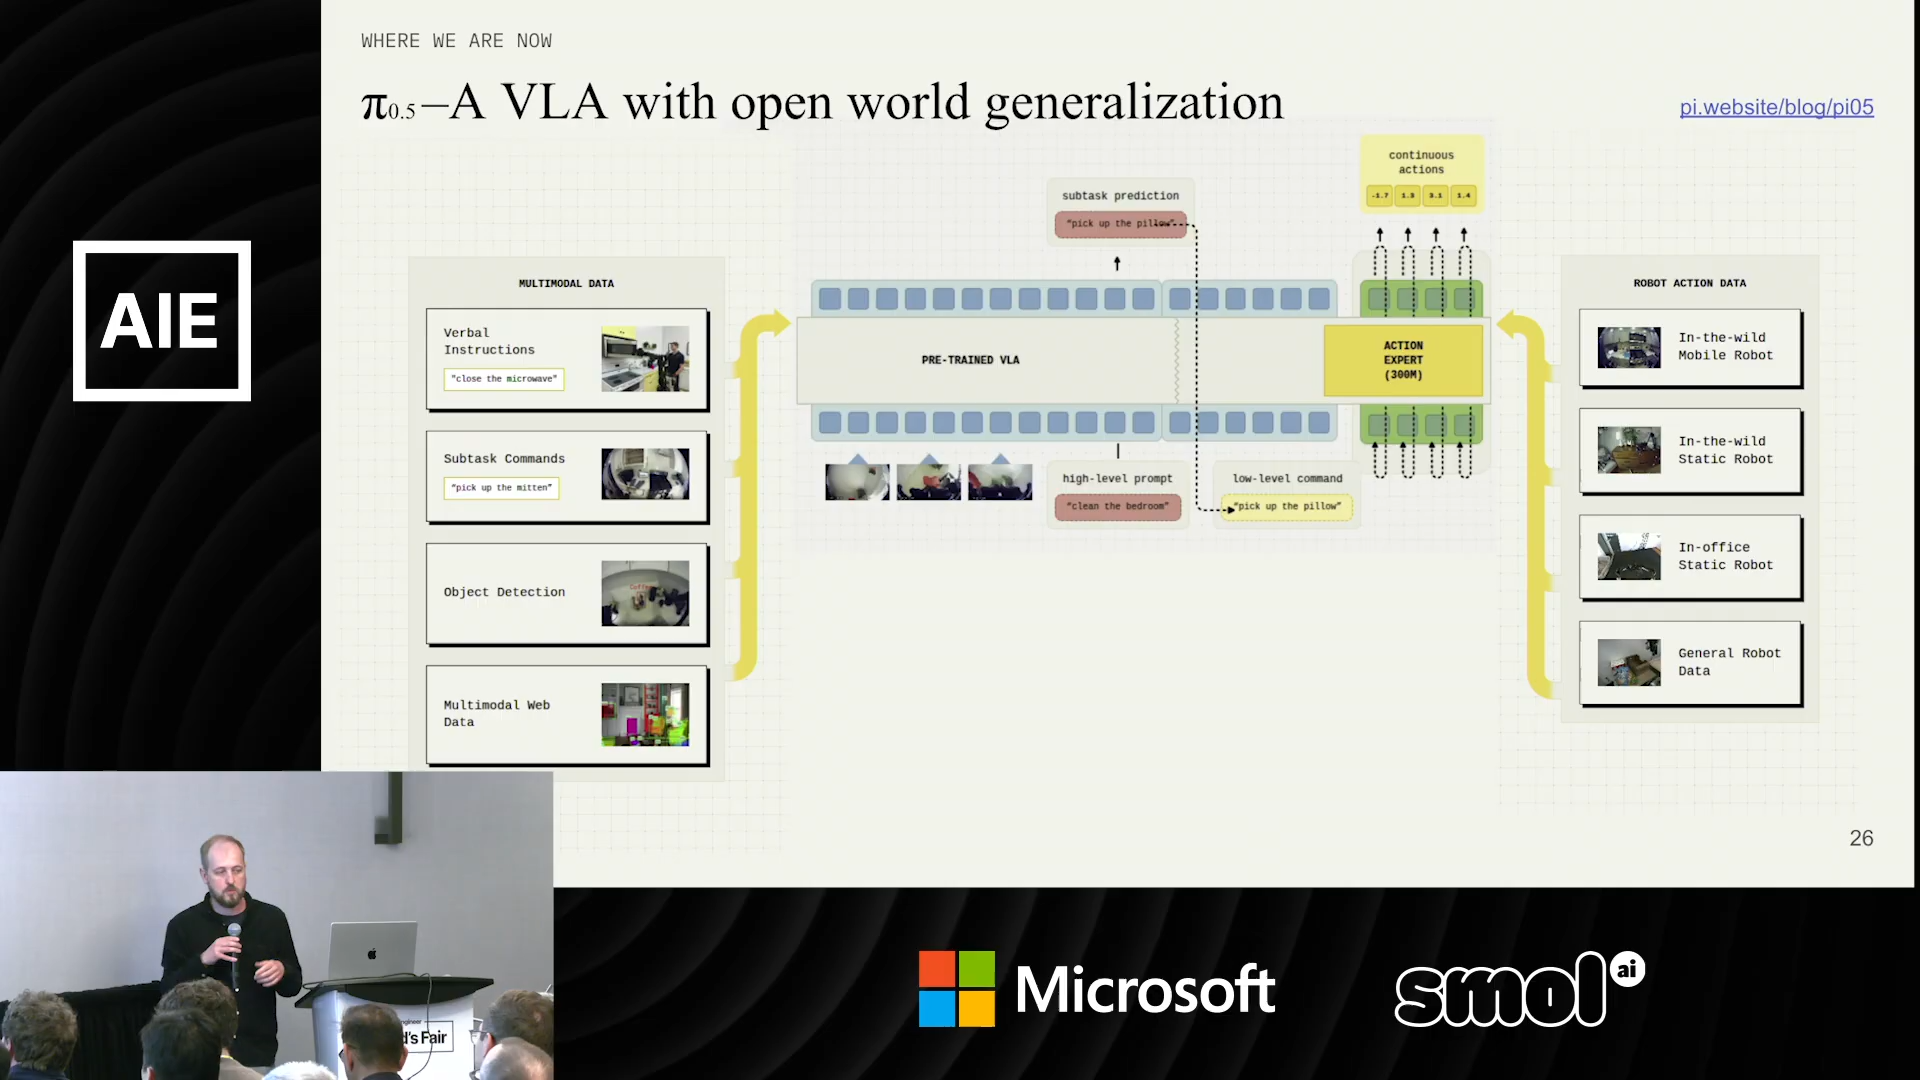 WHERE WE ARE NOW
π0.5—A VLA with open world generalization
pi.website/blog/pi05
AIE
MULTIMODAL DATA
Verbal
Instructions
"close the microwave"
Subtask Commands
"pick up the mitten"
Object Detection
Multimodal Web
Data
subtask prediction
"pick up the pillow"
continuous
actions
-1.7 1.3 3.1 1.4
PRE-TRAINED VLA
ACTION
EXPERT
(300M)
high-level prompt
"clean the bedroom"
low-level command
"pick up the pillow"
ROBOT ACTION DATA
In-the-wild
Mobile Robot
In-the-wild
Static Robot
In-office
Static Robot
General Robot
Data
26
d's Fair
Microsoft
smol ai